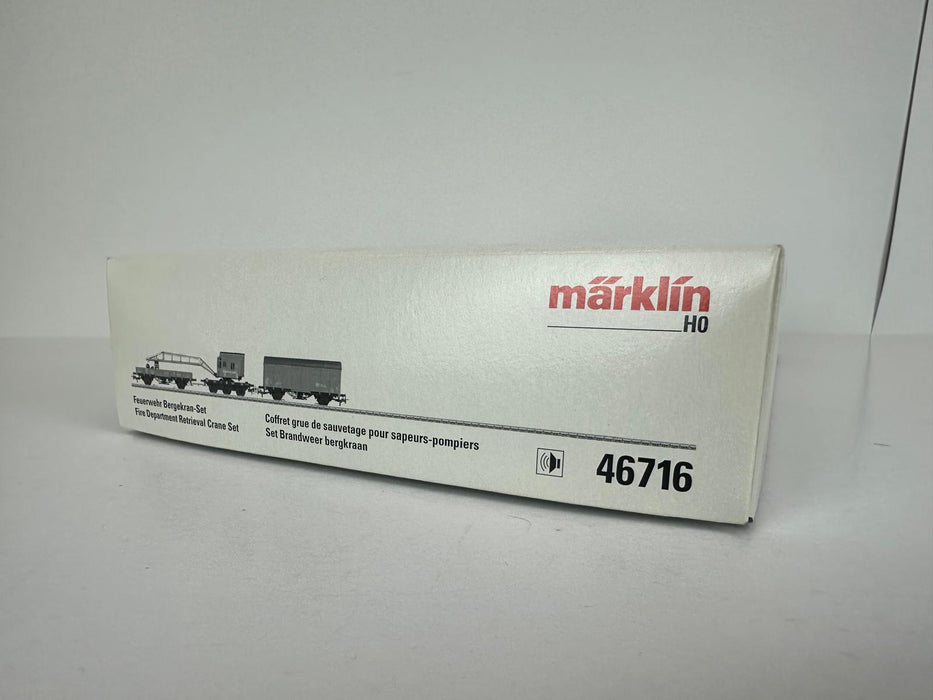 märklín
H0
Feuerwehr Bergekran-Set
Fire Department Retrieval Crane Set
Coffret grue de sauvetage pour sapeurs-pompiers
Set Brandweer bergkraan
46716